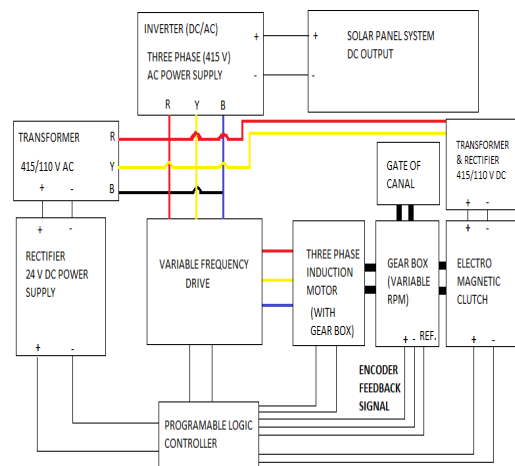 INVERTER (DC/AC)
THREE PHASE (415 V)
AC POWER SUPPLY
+
-
R Y B
+
-
SOLAR PANEL SYSTEM
DC OUTPUT
TRANSFORMER
415/110 V AC
R
Y
B
+ -
TRANSFORMER
& RECTIFIER
415/110 V DC
+ -
GATE OF
CANAL
+ -
RECTIFIER
24 V DC POWER
SUPPLY
+ -
VARIABLE FREQUENCY
DRIVE
THREE PHASE
INDUCTION
MOTOR
(WITH
GEAR BOX)
GEAR BOX
(VARIABLE
RPM)
+ - REF.
+ -
ELECTRO
MAGNETIC
CLUTCH
+ -
ENCODER
FEEDBACK
SIGNAL
PROGRAMABLE LOGIC
CONTROLLER